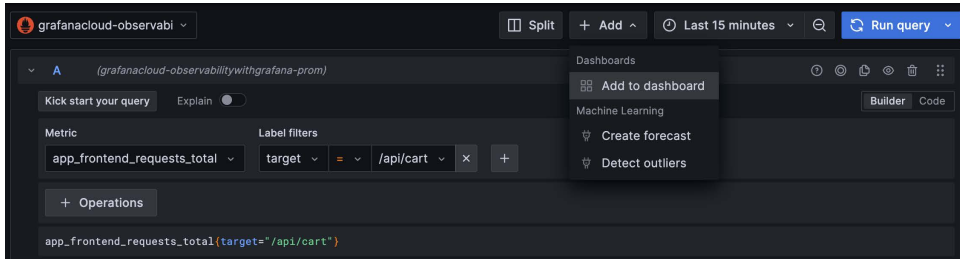 grafanacloud-observabi
Split
+ Add
Last 15 minutes
Run query
A (grafanacloud-observabilitywithgrafana-prom)
Dashboards
Add to dashboard
Machine Learning
Create forecast
Detect outliers
Kick start your query Explain
Builder Code
Metric Label filters
app_frontend_requests_total target = /api/cart × +
+ Operations
app_frontend_requests_total{target="/api/cart"}